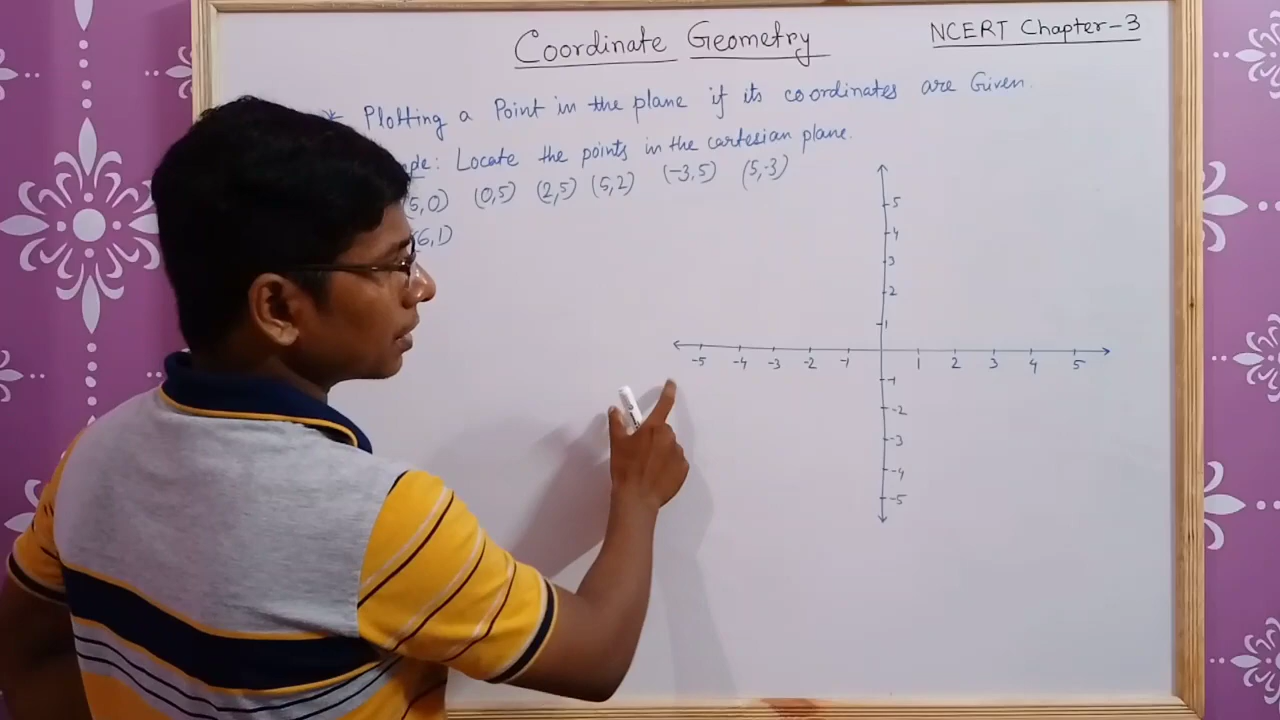 Coordinate Geometry
NCERT Chapter-3
* Plotting a Point in the plane if its coordinates are Given.
Locate the points in the cartesian plane.
(5,0) (0,5) (2,5) (5,2) (-3,5) (5,-3)
5
4
3
2
1
-5 -4 -3 -2 -1 1 2 3 4 5
-1
-2
-3
-4
-5